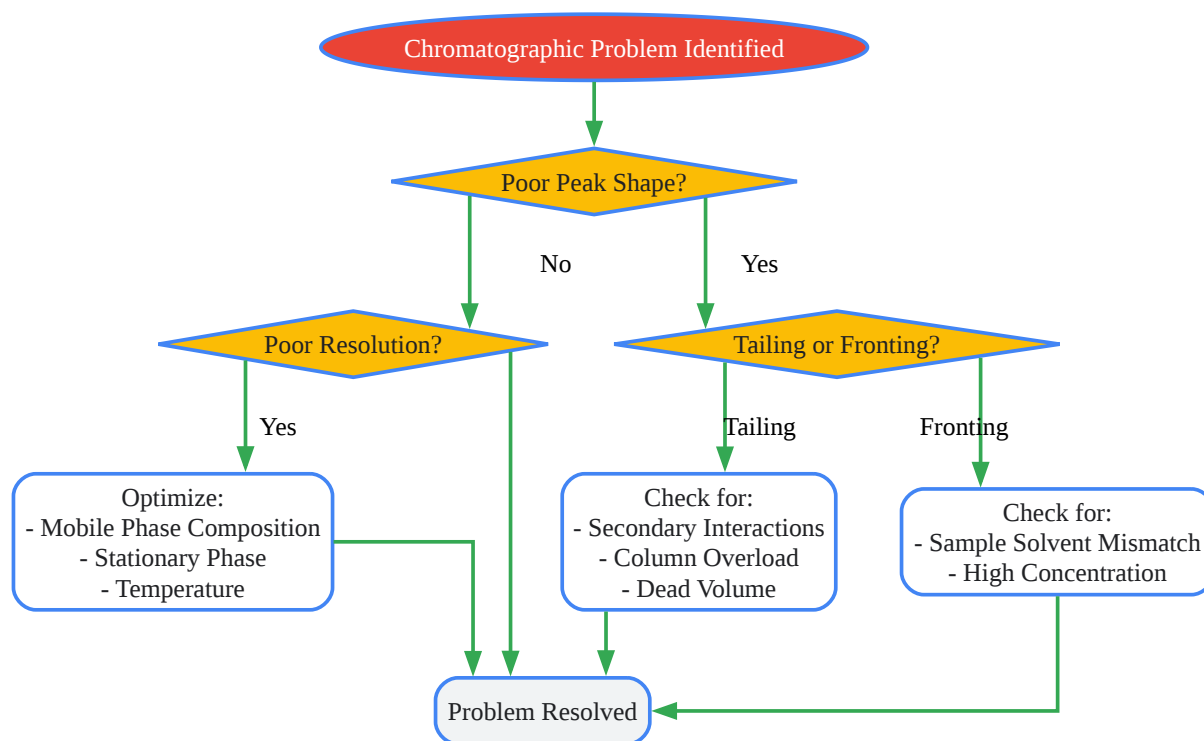 Chromatographic Problem Identified
Poor Peak Shape?
No
Yes
Poor Resolution?
Tailing or Fronting?
Yes
Tailing
Fronting
Optimize:
- Mobile Phase Composition
- Stationary Phase
- Temperature
Check for:
- Secondary Interactions
- Column Overload
- Dead Volume
Check for:
- Sample Solvent Mismatch
- High Concentration
Problem Resolved